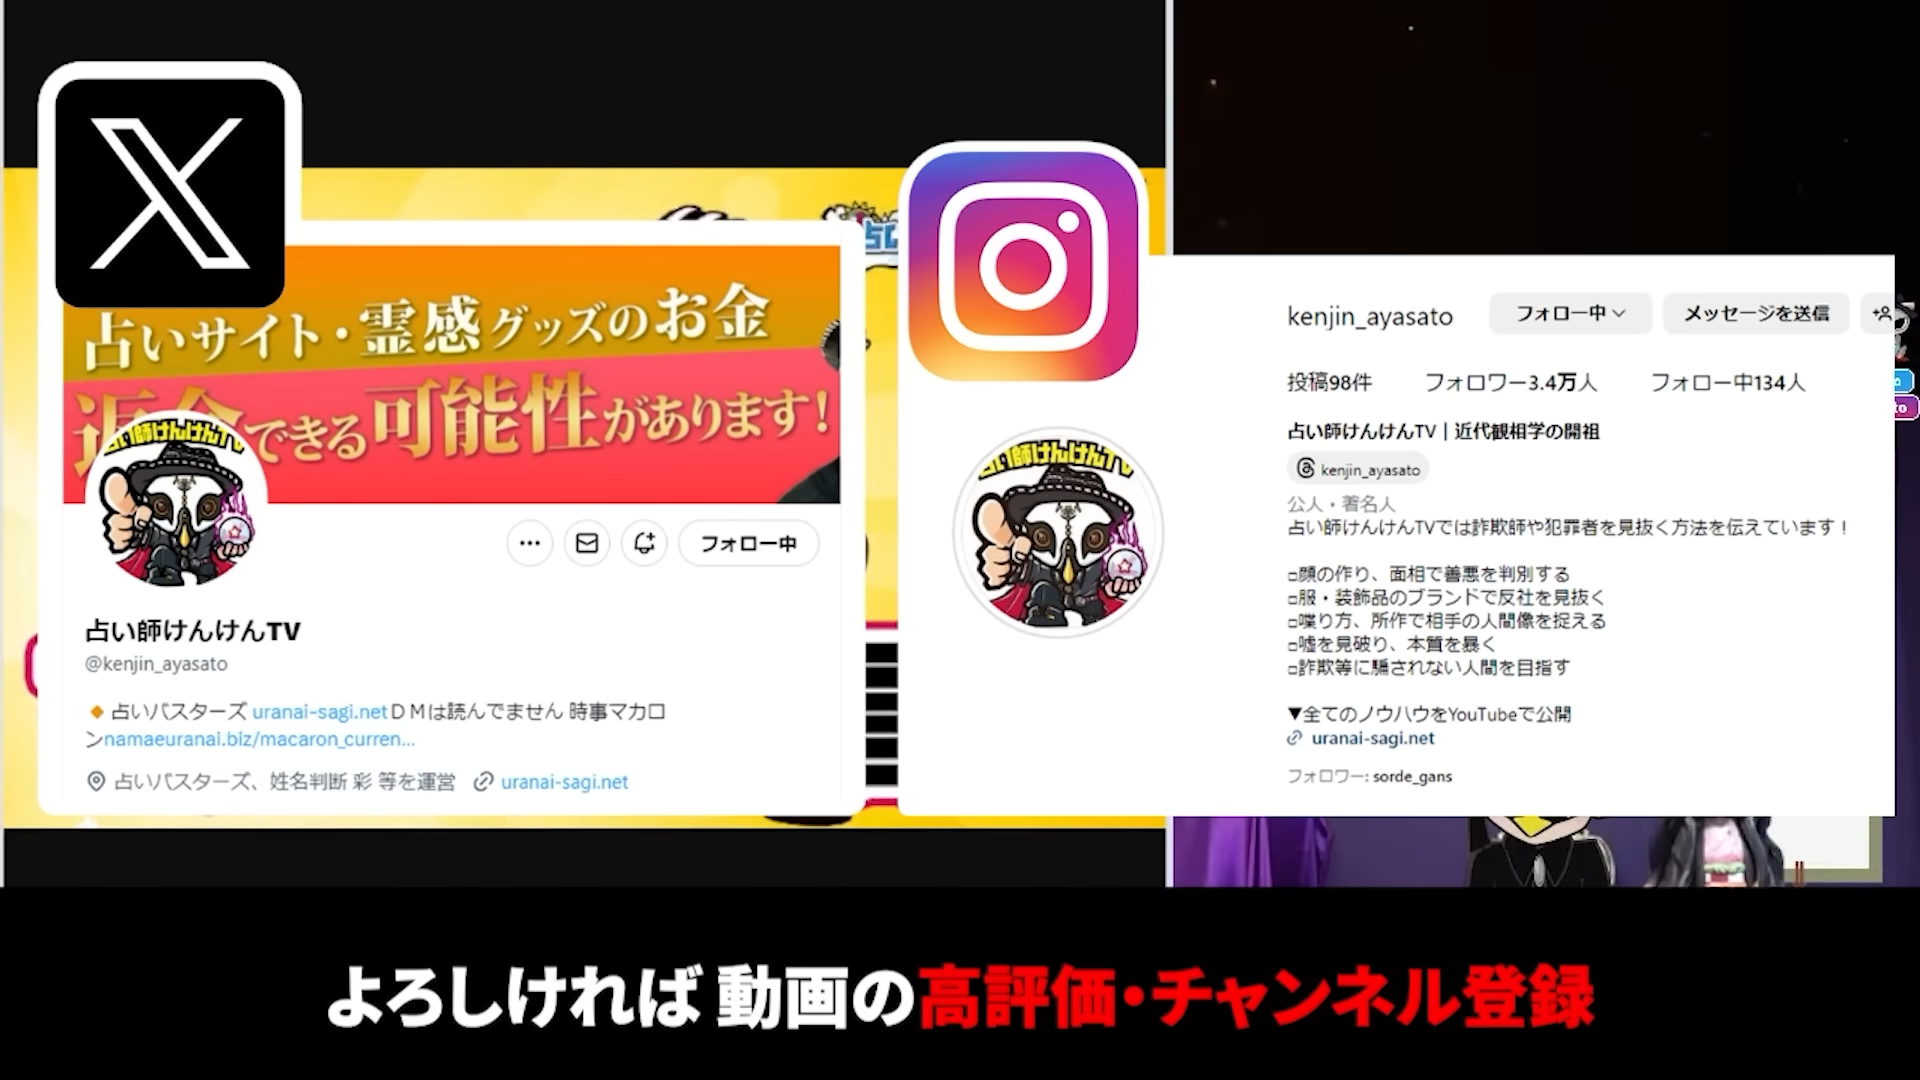 占いサイト・霊感グッズのお金
返金できる可能性があります!
占い師けんけんTV
フォロー中
占い師けんけんTV
@kenjin_ayasato
占いバスターズ uranai-sagi.netＤＭは読んでません 時事マカロ
ンnamaeuranai.biz/macaron_curren...
占いバスターズ、姓名判断 彩 等を運営 uranai-sagi.net
kenjin_ayasato フォロー中 メッセージを送信
投稿98件 フォロワー3.4万人 フォロー中134人
占い師けんけんTV | 近代観相学の開祖
kenjin_ayasato
公人・著名人
占い師けんけんTVでは詐欺師や犯罪者を見抜く方法を伝えています！
□顔の作り、面相で善悪を判別する
□服・装飾品のブランドで反社を見抜く
□喋り方、所作で相手の人間像を捉える
□嘘を見破り、本質を暴く
□詐欺等に騙されない人間を目指す
▼全てのノウハウをYouTubeで公開
uranai-sagi.net
フォロワー: sorde_gans
占い師けんけんTV
よろしければ 動画の高評価・チャンネル登録